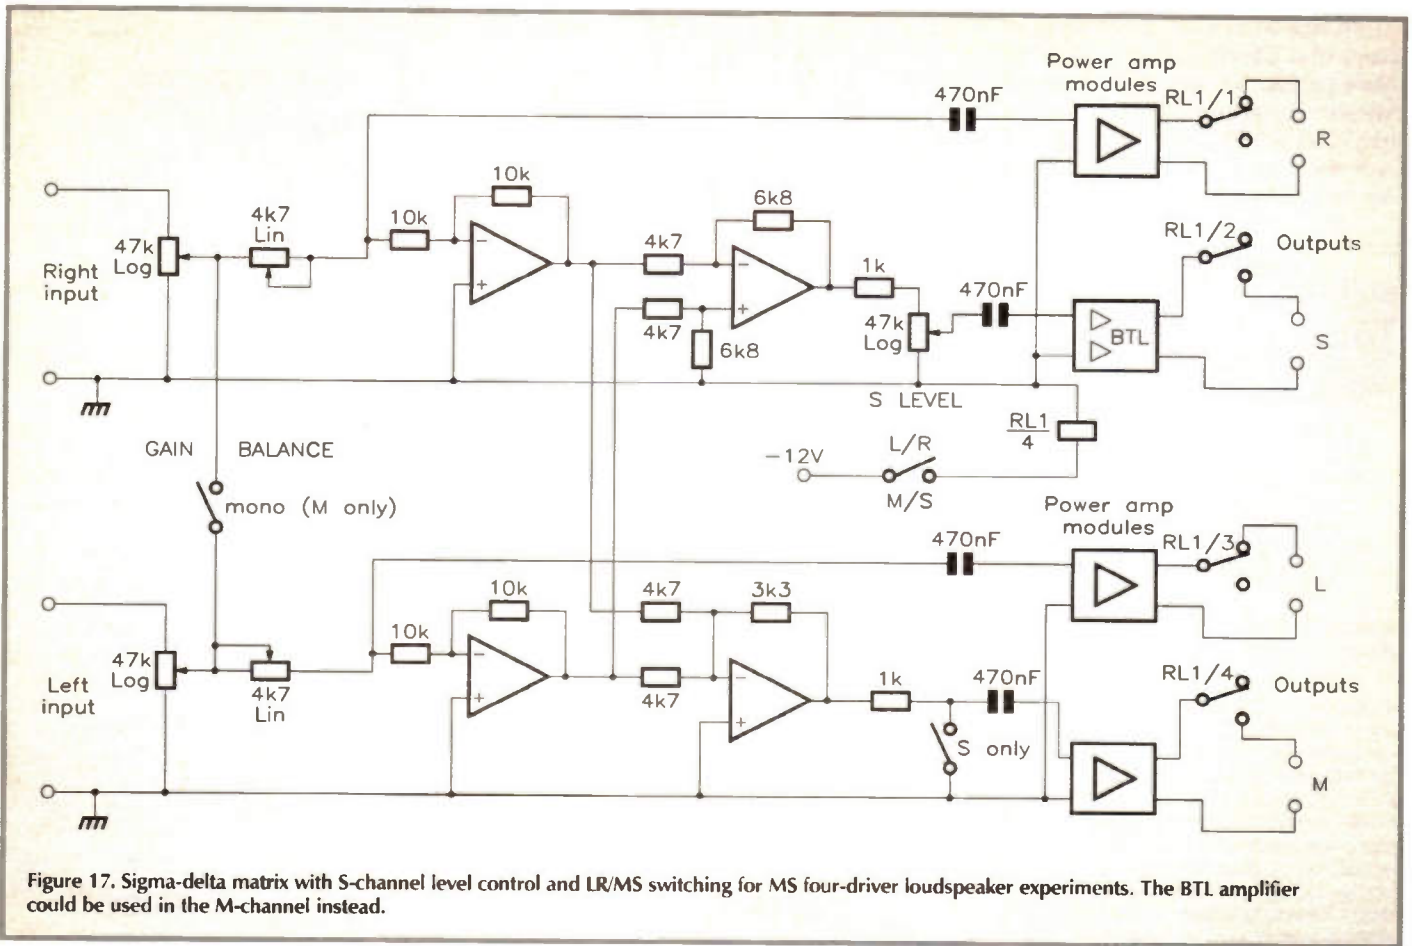 Power amp
modules
470nF
RL1/1
R
10k
4k7
Lin
10k
47k
Log
Right
input
6k8
4k7
4k7
6k8
1k
470nF
47k
Log
S LEVEL
RL1/2
Outputs
BTL
S
GAIN BALANCE
mono (M only)
-12V
L/R
M/S
RL1
4
Power amp
modules
470nF
RL1/3
L
10k
10k
47k
Log
Left
input
4k7
Lin
4k7
3k3
4k7
1k
470nF
S only
RL1/4
Outputs
M
Figure 17. Sigma-delta matrix with S-channel level control and LR/MS switching for MS four-driver loudspeaker experiments. The BTL amplifier
could be used in the M-channel instead.